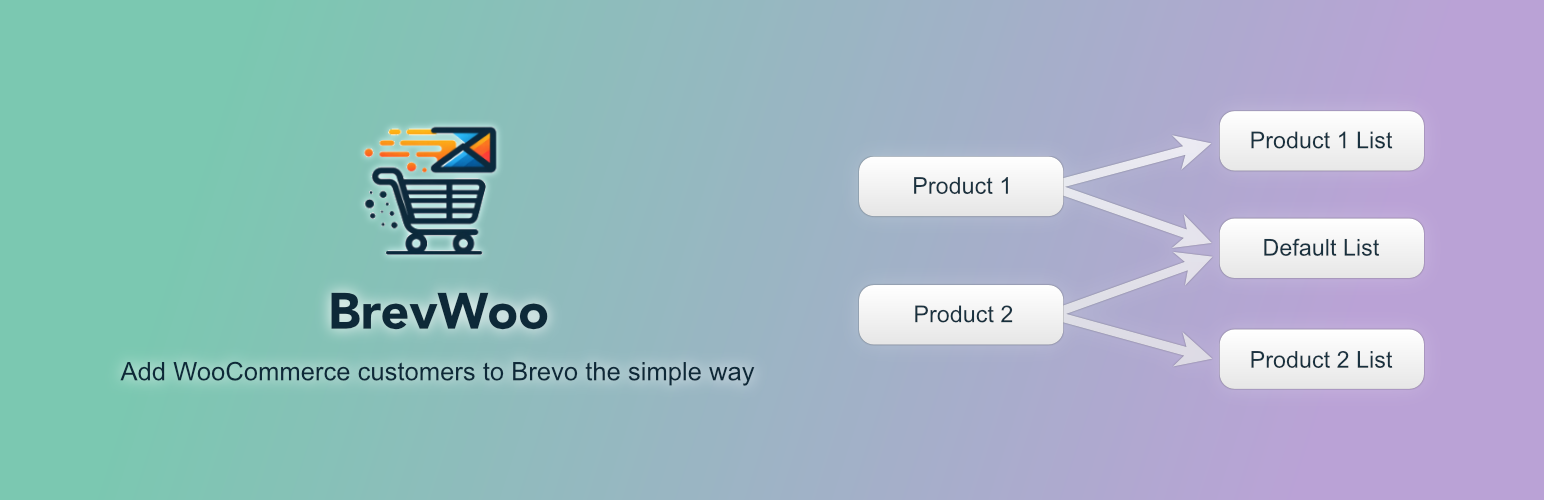 BrevWoo
Add WooCommerce customers to Brevo the simple way
Product 1
Product 2
Product 1 List
Default List
Product 2 List